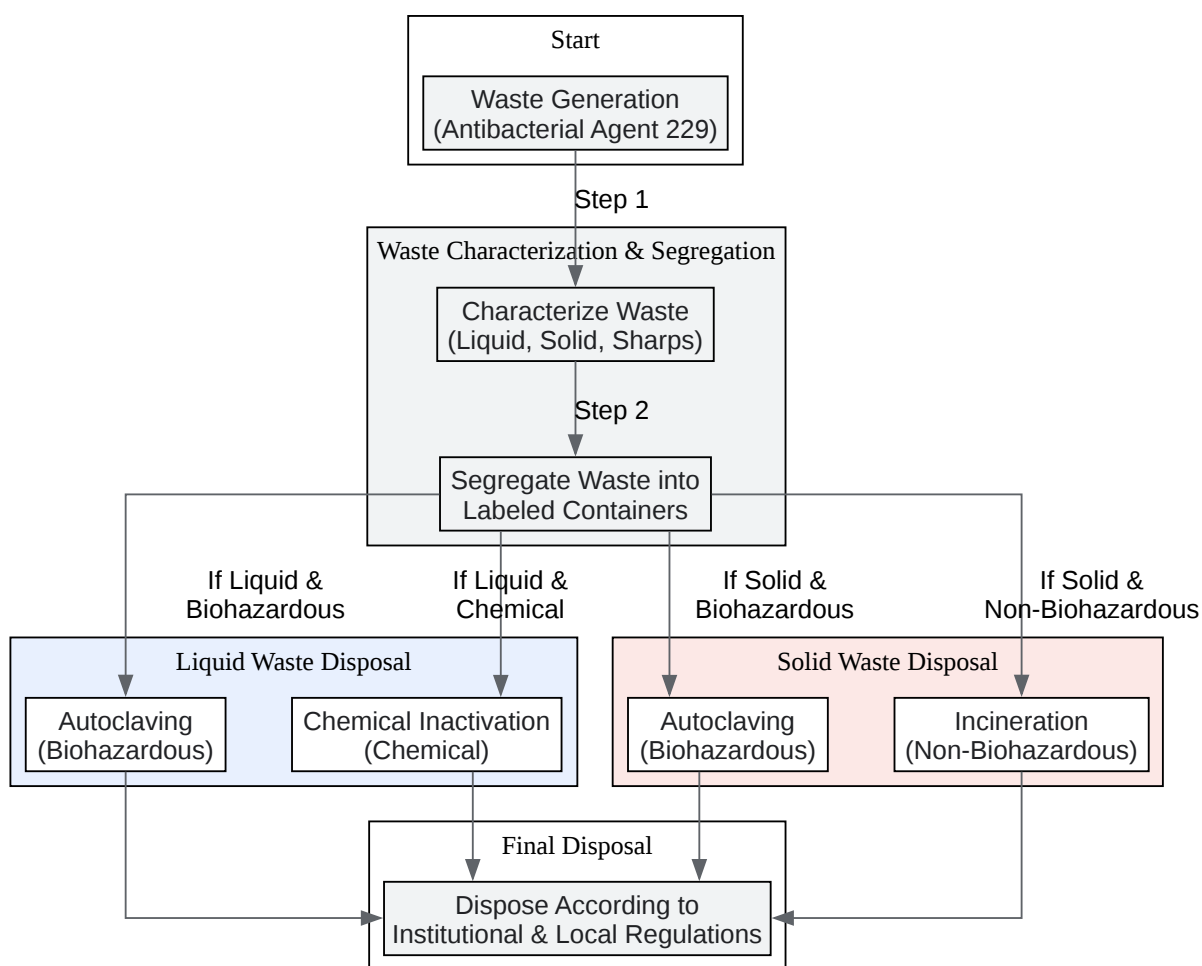 Start
Waste Generation
(Antibacterial Agent 229)
Step 1
Waste Characterization & Segregation
Characterize Waste
(Liquid, Solid, Sharps)
Step 2
Segregate Waste into
Labeled Containers
If Liquid &
Biohazardous
If Liquid &
Chemical
If Solid &
Biohazardous
If Solid &
Non-Biohazardous
Liquid Waste Disposal
Autoclaving
(Biohazardous)
Chemical Inactivation
(Chemical)
Solid Waste Disposal
Autoclaving
(Biohazardous)
Incineration
(Non-Biohazardous)
Final Disposal
Dispose According to
Institutional & Local Regulations